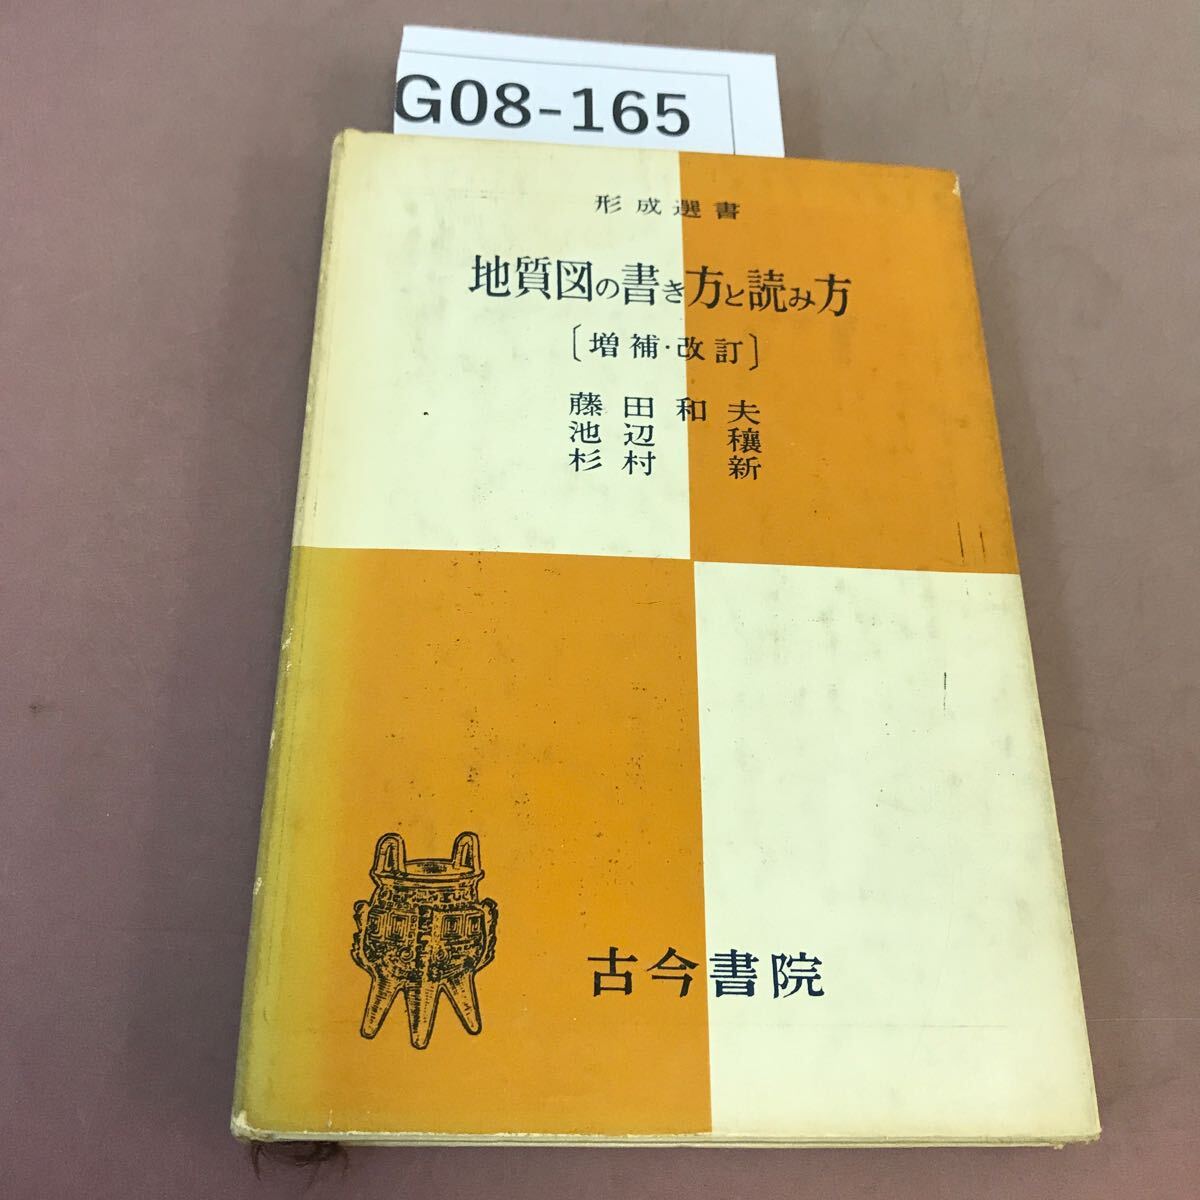 G08-165
形成選書
地質図の書き方と読み方
〔増補・改訂〕
藤田和夫
池辺穰
杉村新
古今書院